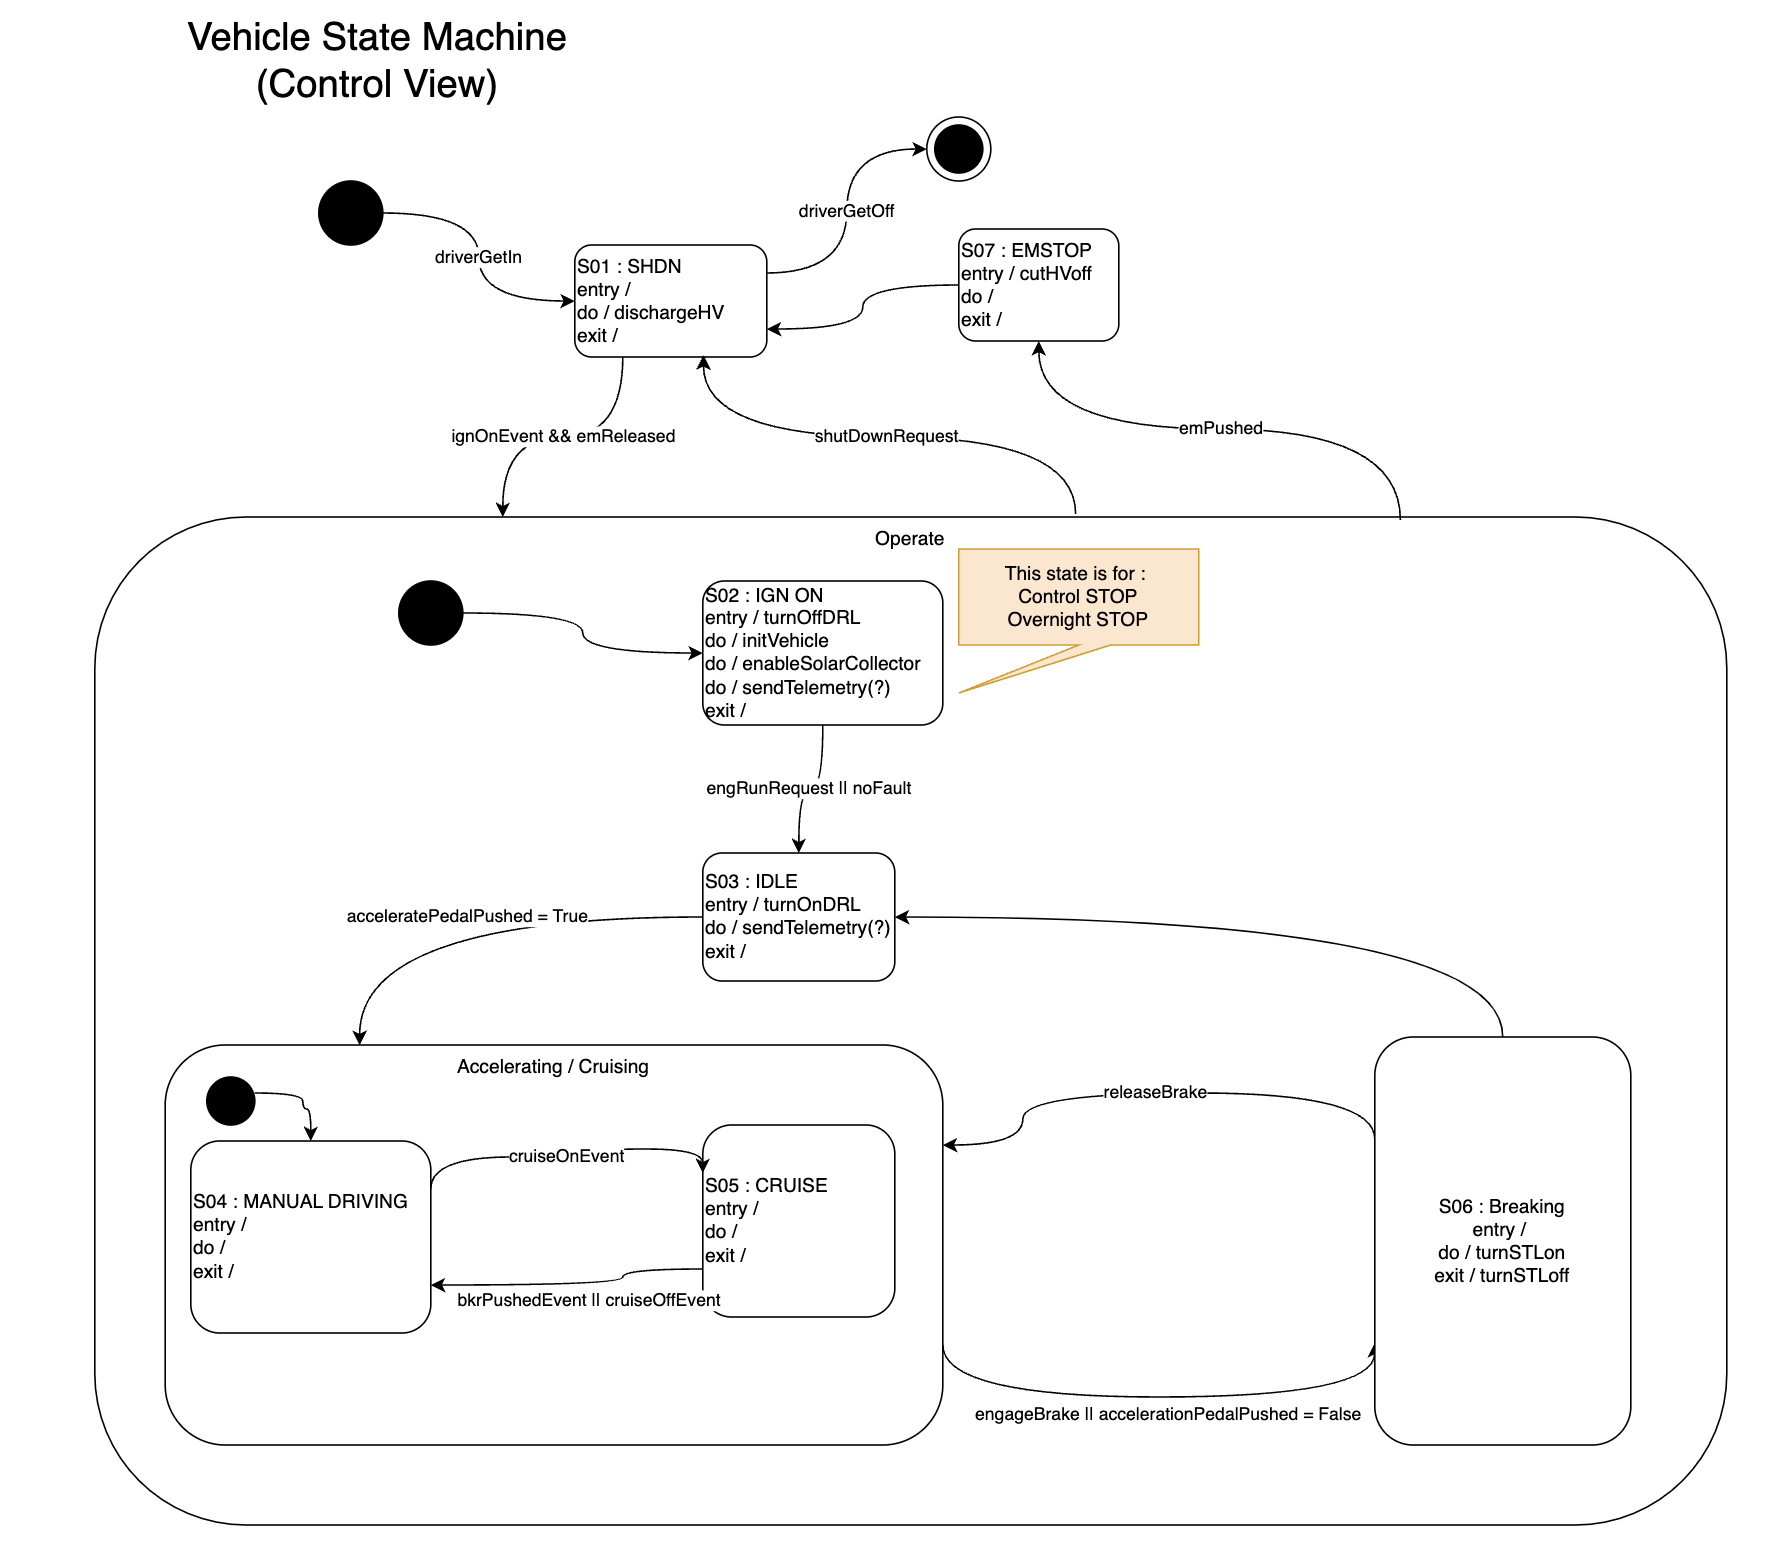 Vehicle State Machine
(Control View)
driverGetOff
driverGetIn
S01 : SHDN
entry /
do / dischargeHV
exit /
S07 : EMSTOP
entry / cutHVoff
do /
exit /
ignOnEvent && emReleased
shutDownRequest
emPushed
Operate
This state is for :
Control STOP
Overnight STOP
S02 : IGN ON
entry / turnOffDRL
do / initVehicle
do / enableSolarCollector
do / sendTelemetry(?)
exit /
engRunRequest || noFault
S03 : IDLE
entry / turnOnDRL
do / sendTelemetry(?)
exit /
acceleratePedalPushed = True
Accelerating / Cruising
releaseBrake
cruiseOnEvent
S04 : MANUAL DRIVING
entry /
do /
exit /
S05 : CRUISE
entry /
do /
exit /
bkrPushedEvent || cruiseOffEvent
S06 : Breaking
entry /
do / turnSTLon
exit / turnSTLoff
engageBrake || accelerationPedalPushed = False